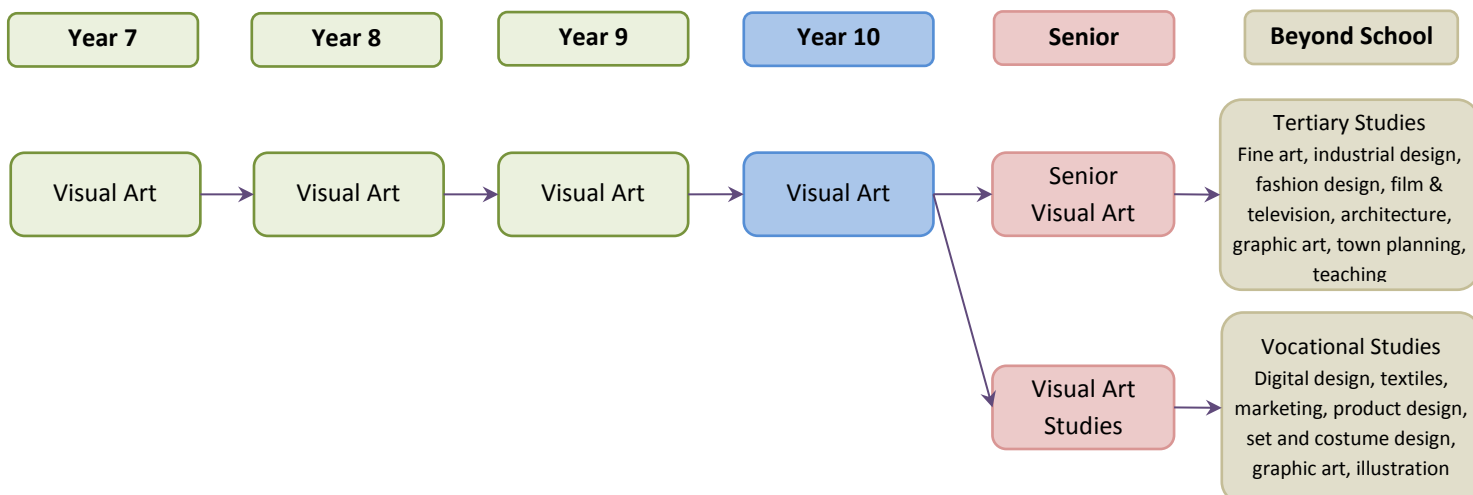 Year 7
Year 8
Year 9
Year 10
Senior
Beyond School
Visual Art
Visual Art
Visual Art
Visual Art
Senior
Visual Art
Tertiary Studies
Fine art, industrial design,
fashion design, film &
television, architecture,
graphic art, town planning,
teaching
Visual Art
Studies
Vocational Studies
Digital design, textiles,
marketing, product design,
set and costume design,
graphic art, illustration